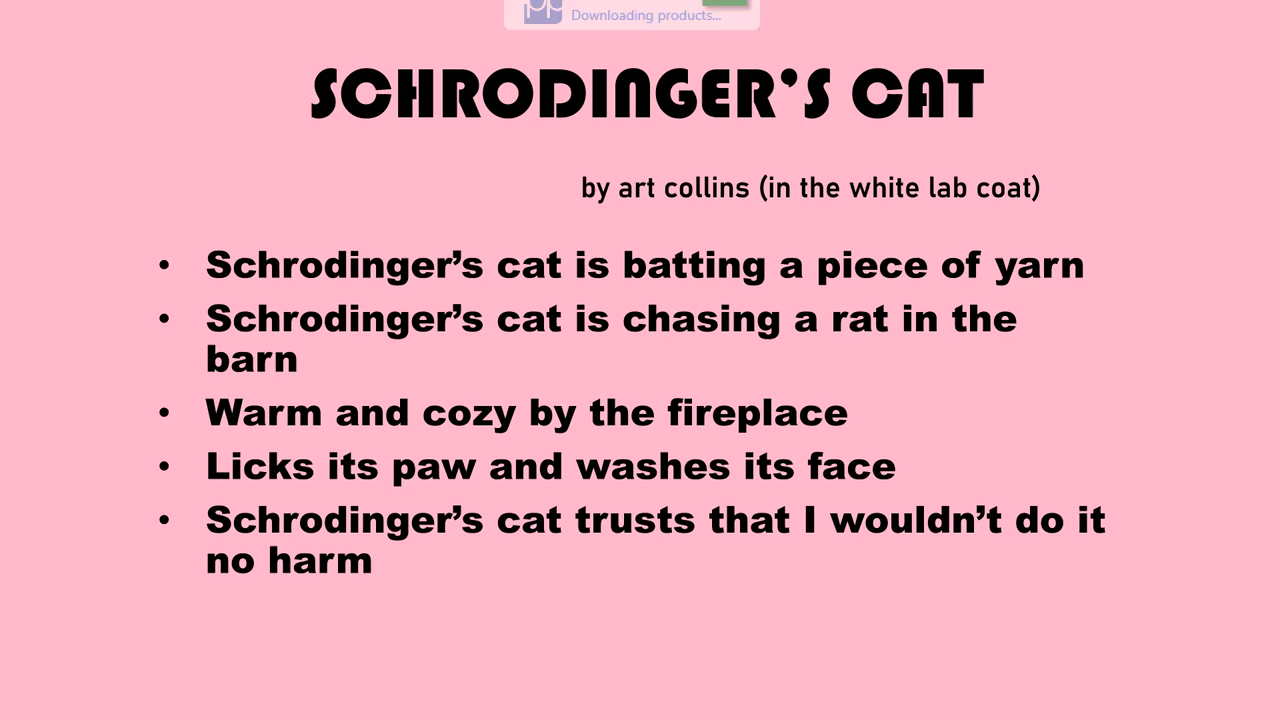 Downloading products...
SCHRODINGER’S CAT
by art collins (in the white lab coat)
• Schrodinger’s cat is batting a piece of yarn
• Schrodinger’s cat is chasing a rat in the
barn
• Warm and cozy by the fireplace
• Licks its paw and washes its face
• Schrodinger’s cat trusts that I wouldn’t do it
no harm